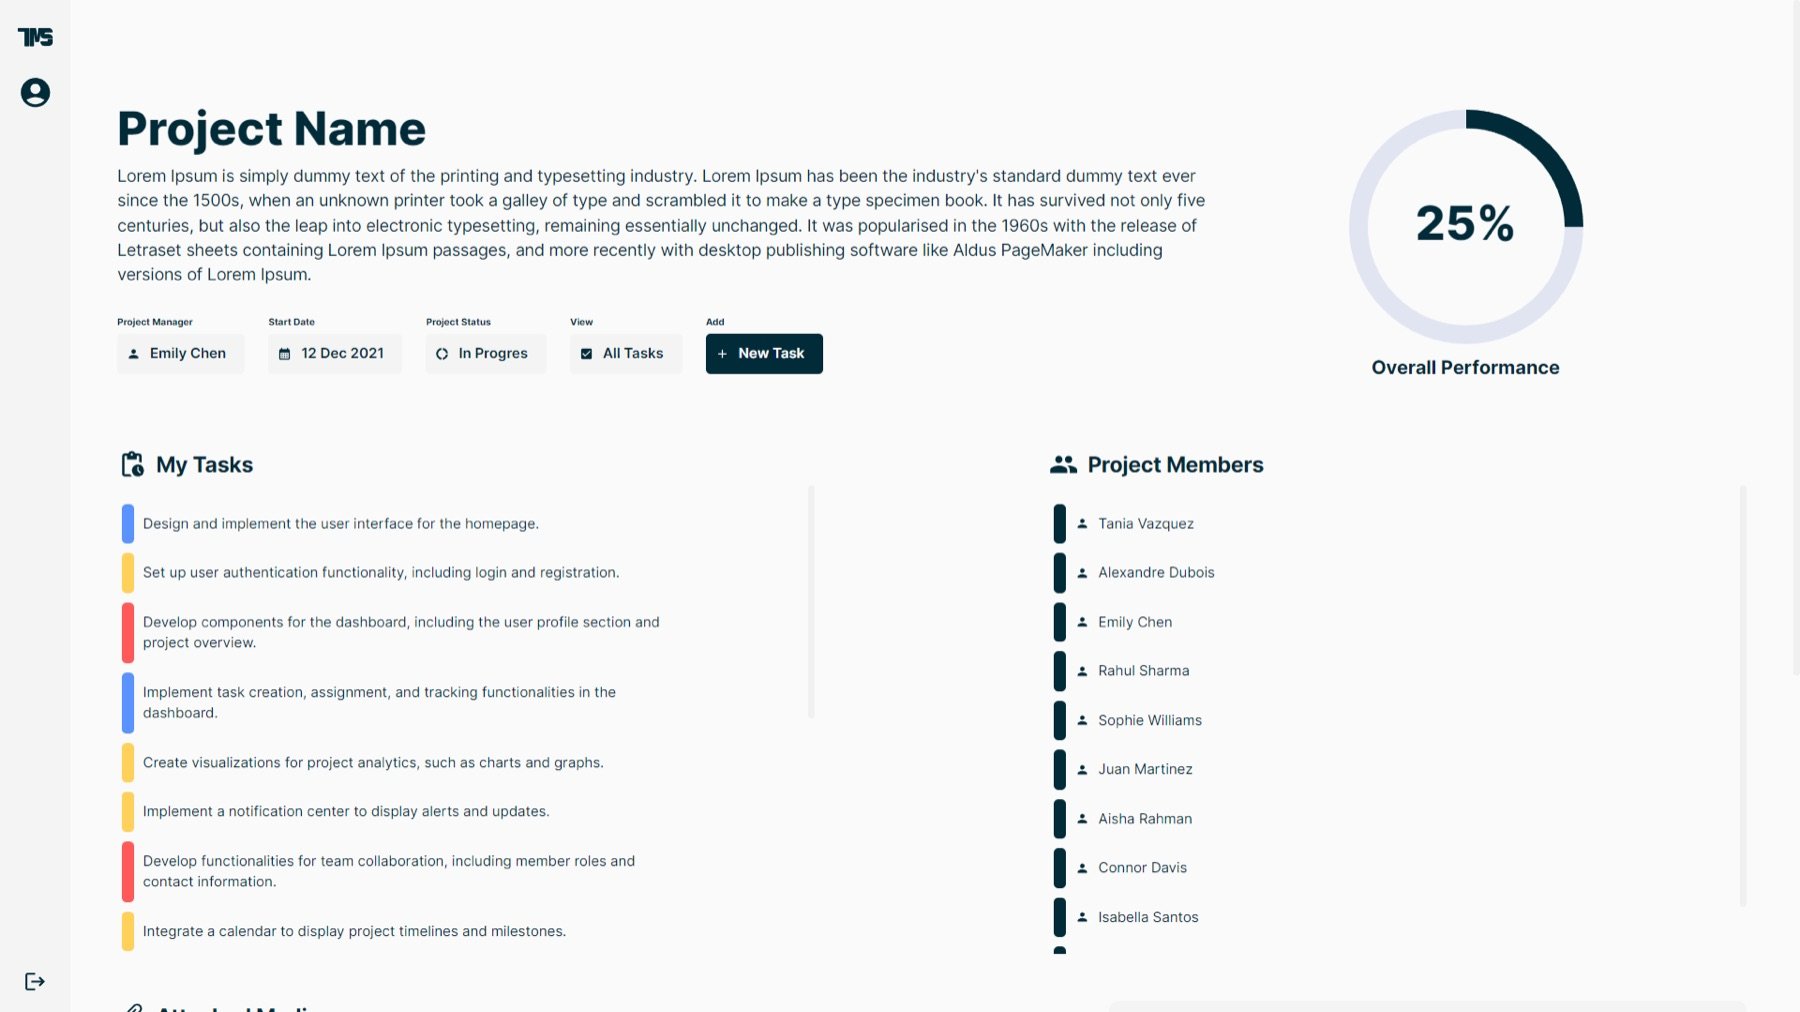 TMS
Project Name
Lorem Ipsum is simply dummy text of the printing and typesetting industry. Lorem Ipsum has been the industry's standard dummy text ever
since the 1500s, when an unknown printer took a galley of type and scrambled it to make a type specimen book. It has survived not only five
centuries, but also the leap into electronic typesetting, remaining essentially unchanged. It was popularised in the 1960s with the release of
Letraset sheets containing Lorem Ipsum passages, and more recently with desktop publishing software like Aldus PageMaker including
versions of Lorem Ipsum.
25%
Overall Performance
Project Manager
Emily Chen
Start Date
12 Dec 2021
Project Status
In Progres
View
All Tasks
Add
+ New Task
My Tasks
Design and implement the user interface for the homepage.
Set up user authentication functionality, including login and registration.
Develop components for the dashboard, including the user profile section and
project overview.
Implement task creation, assignment, and tracking functionalities in the
dashboard.
Create visualizations for project analytics, such as charts and graphs.
Implement a notification center to display alerts and updates.
Develop functionalities for team collaboration, including member roles and
contact information.
Integrate a calendar to display project timelines and milestones.
Project Members
Tania Vazquez
Alexandre Dubois
Emily Chen
Rahul Sharma
Sophie Williams
Juan Martinez
Aisha Rahman
Connor Davis
Isabella Santos